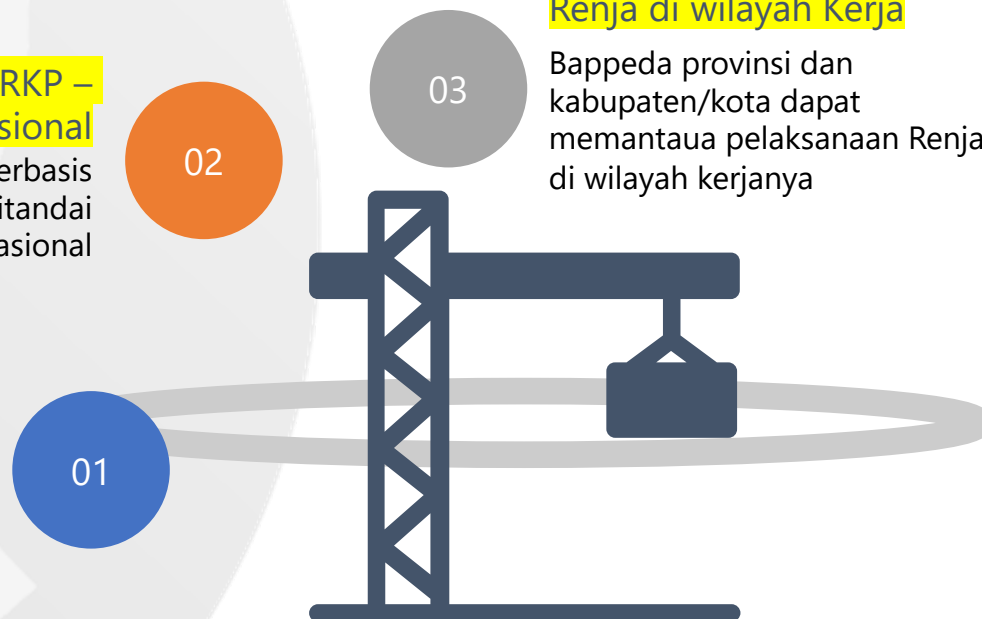 RKP –
sional
erbasis
itandai
asional
02
03
Renja di wilayah Kerja
Bappeda provinsi dan
kabupaten/kota dapat
memantaua pelaksanaan Renja
di wilayah kerjanya
01